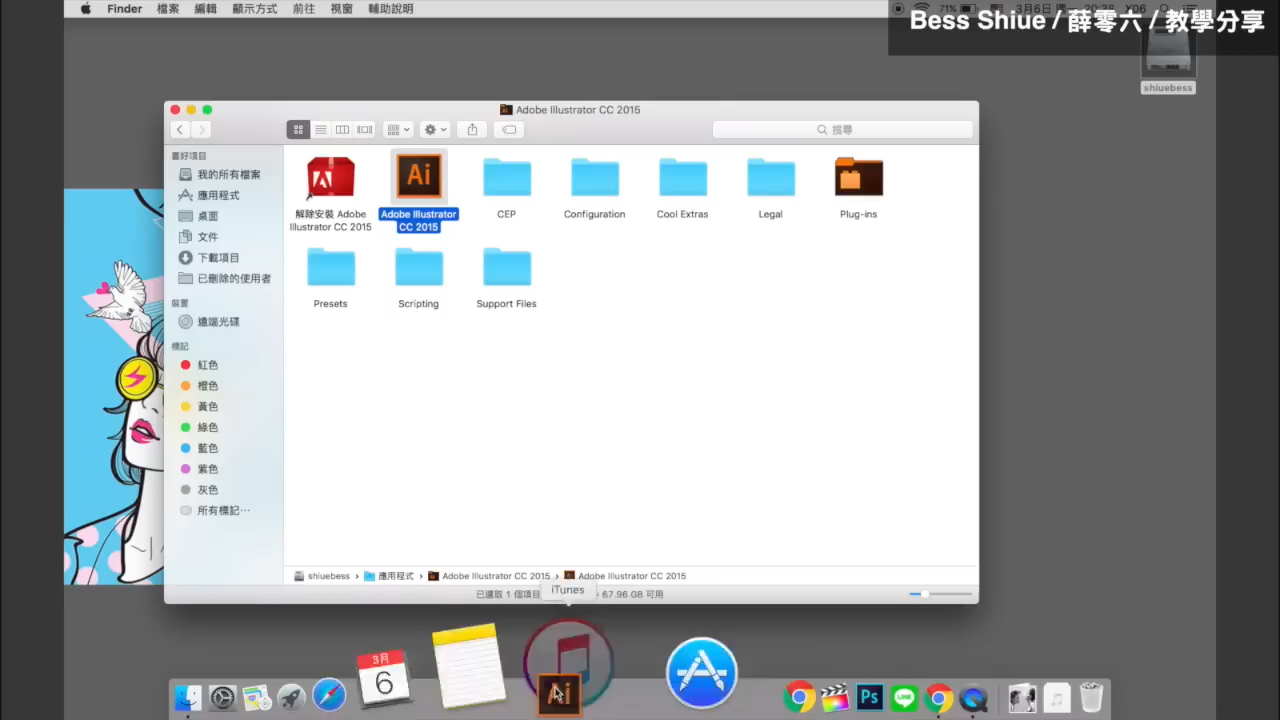 Finder 檔案 編輯 顯示方式 前往 視窗 輔助說明
71%
Bess Shiue / 薛零六 / 教學分享
shiuebess
Adobe Illustrator CC 2015
搜尋
喜好項目
我的所有檔案
應用程式
桌面
文件
下載項目
已刪除的使用者
裝置
遠端光碟
標記
紅色
橙色
黃色
綠色
藍色
紫色
灰色
所有標記⋯
Ai
解除安裝 Adobe
Illustrator CC 2015
Adobe Illustrator
CC 2015
CEP
Configuration
Cool Extras
Legal
Plug-ins
Presets
Scripting
Support Files
shiuebess › 應用程式 › Adobe Illustrator CC 2015 › Adobe Illustrator CC 2015
已選取 1 個項目
67.96 GB 可用
iTunes
3月
6
Ai
Ps
LINE